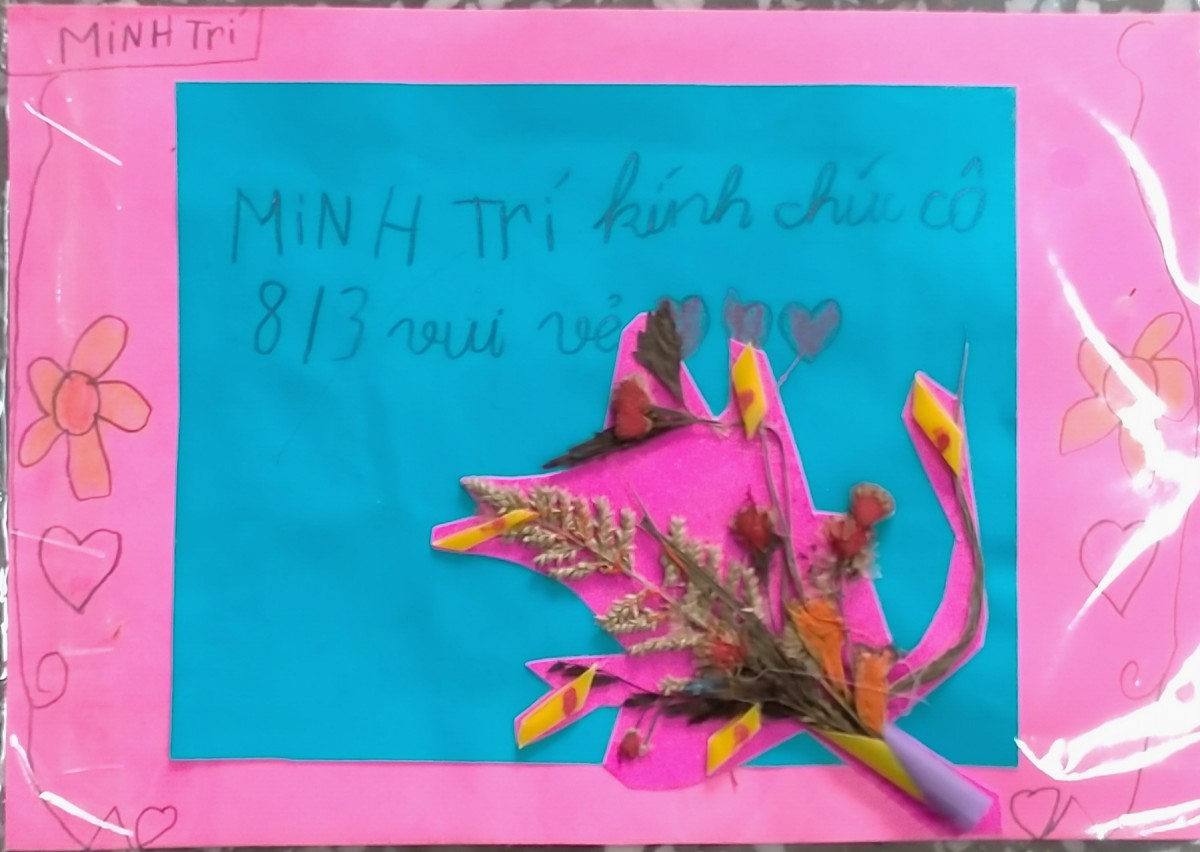 MiNH Trí
MiNH Trí kính chúc cô
8/3 vui vẻ